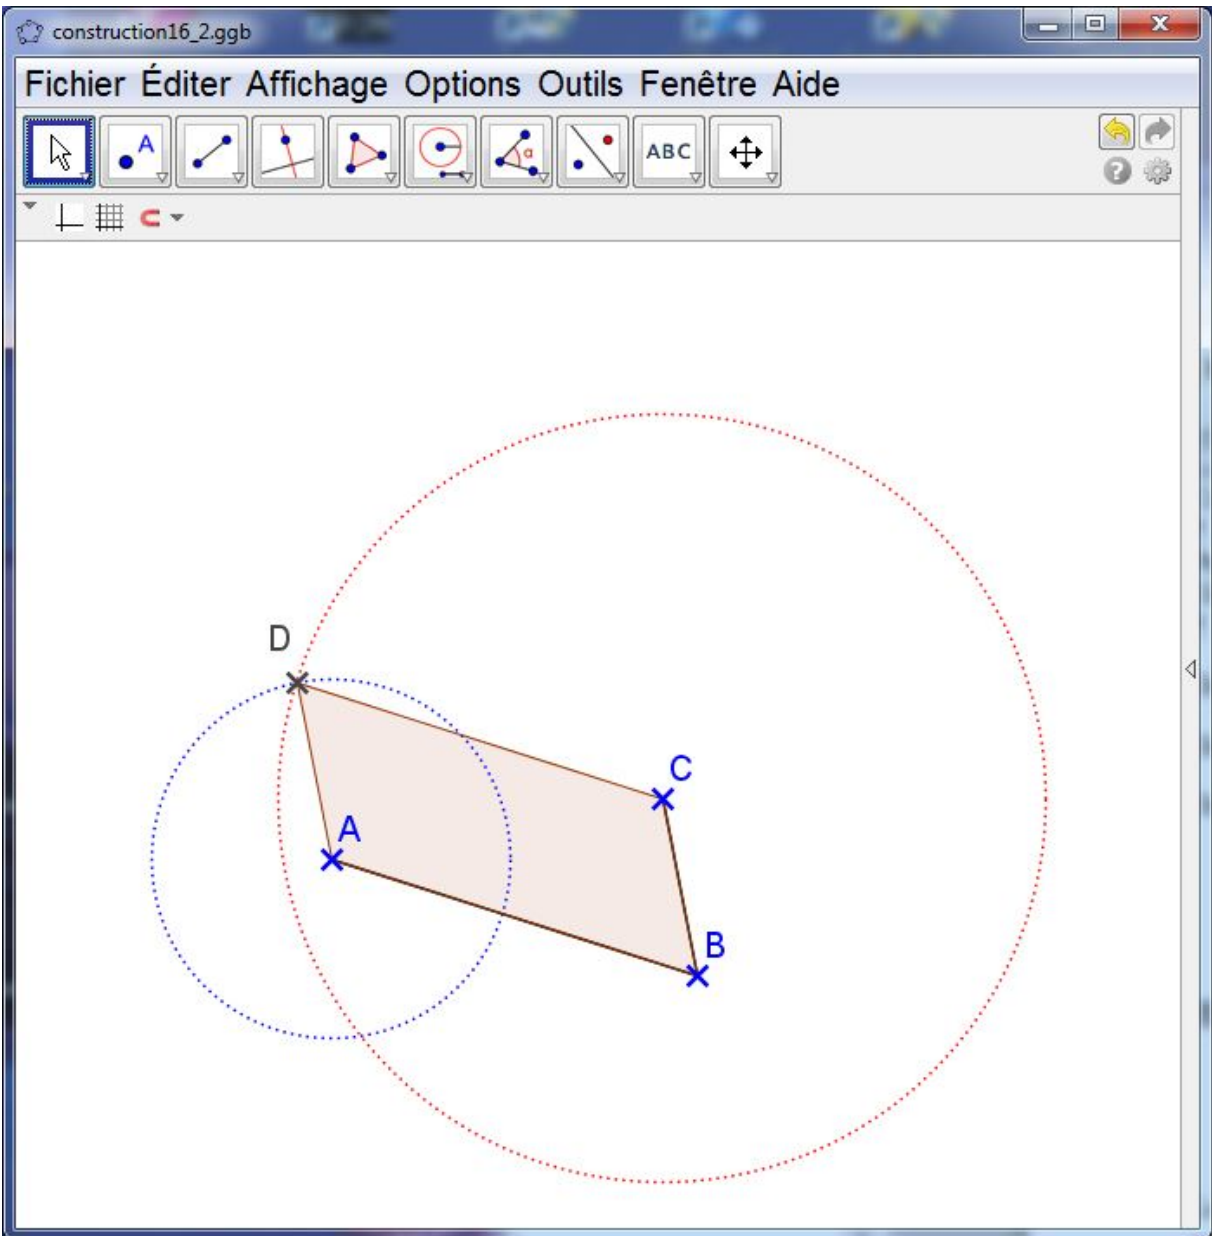 construction16_2.ggb
Fichier Éditer Affichage Options Outils Fenêtre Aide
A α ABC
D
C
A
B